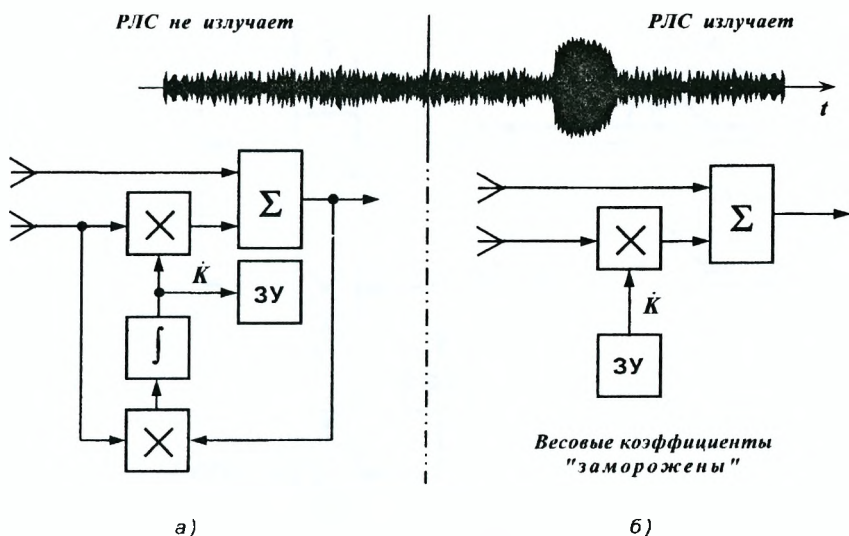 РЛС не излучает
РЛС излучает
t
Σ
Σ
×
×
K̇
ЗУ
K̇
∫
ЗУ
×
Весовые коэффициенты
"заморожены"
а)
б)